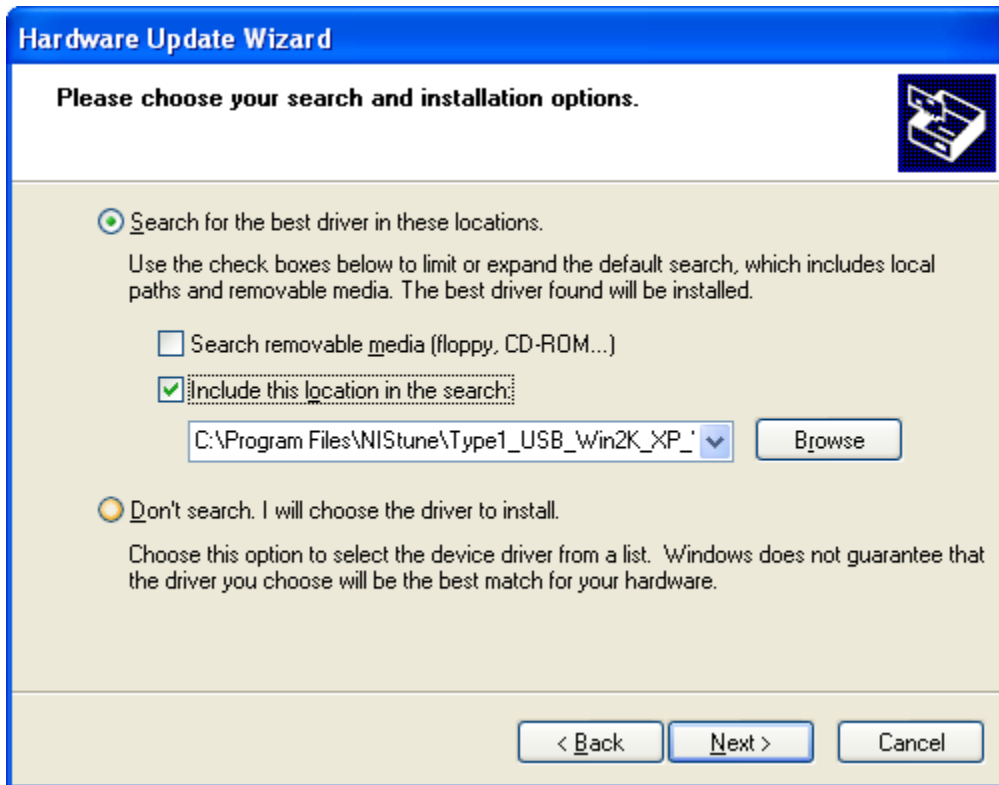 Hardware Update Wizard
Please choose your search and installation options.
Search for the best driver in these locations.
Use the check boxes below to limit or expand the default search, which includes local
paths and removable media. The best driver found will be installed.
Search removable media (floppy, CD-ROM...)
Include this location in the search:
C:\Program Files\NIStune\Type1_USB_Win2K_XP_
Browse
Don't search. I will choose the driver to install.
Choose this option to select the device driver from a list. Windows does not guarantee that
the driver you choose will be the best match for your hardware.
< Back Next > Cancel